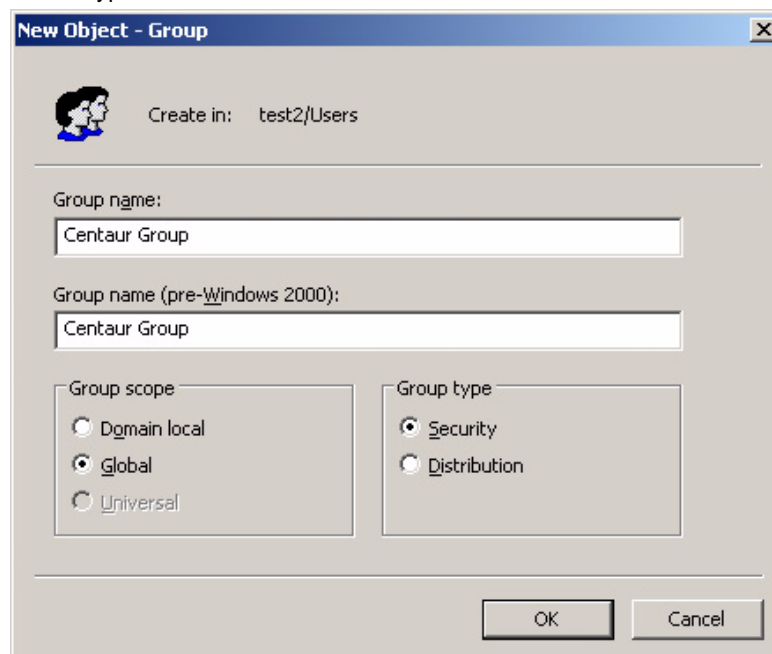 New Object - Group
Create in: test2/Users
Group name:
Centaur Group
Group name (pre-Windows 2000):
Centaur Group
Group scope
Group type
Domain local
Security
Global
Distribution
Universal
OK
Cancel